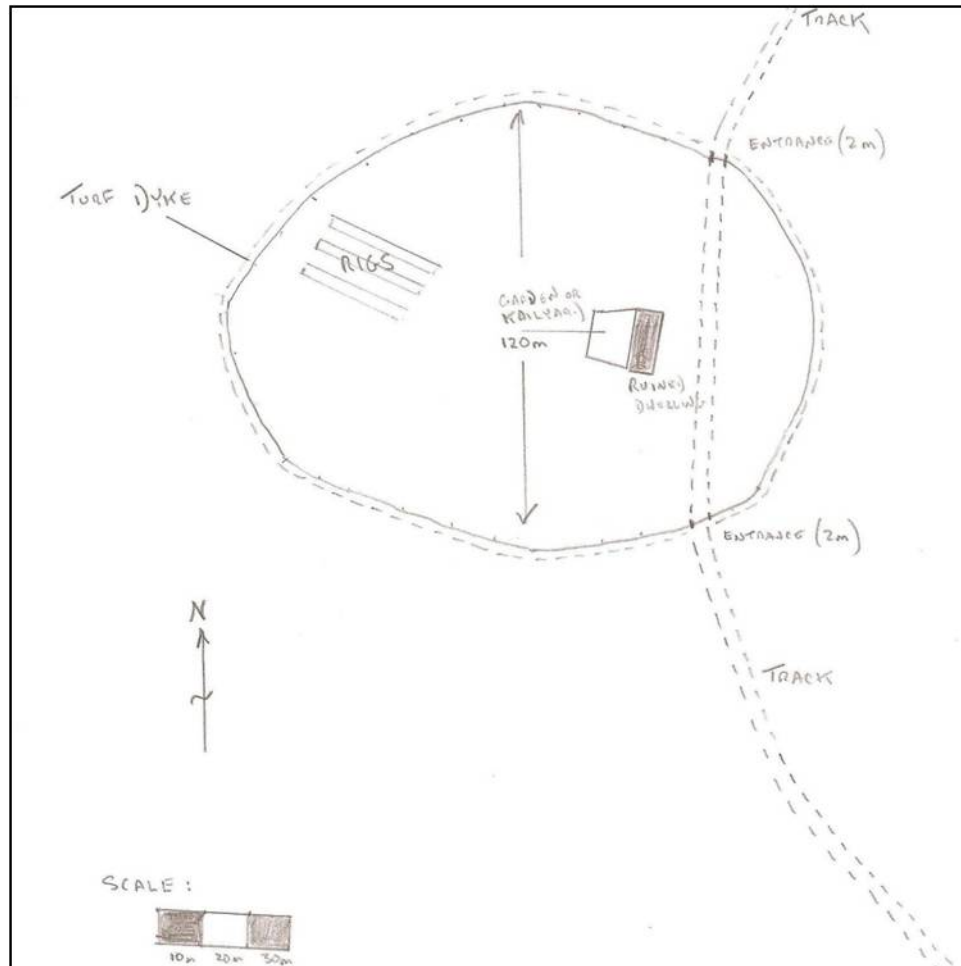 TRACK
ENTRANCE (2m)
TURF DYKE
RIGS
GARDEN OR
KAILYARD
120m
RUINED
DWELLING
ENTRANCE (2m)
N
TRACK
SCALE :
10m 20m 30m